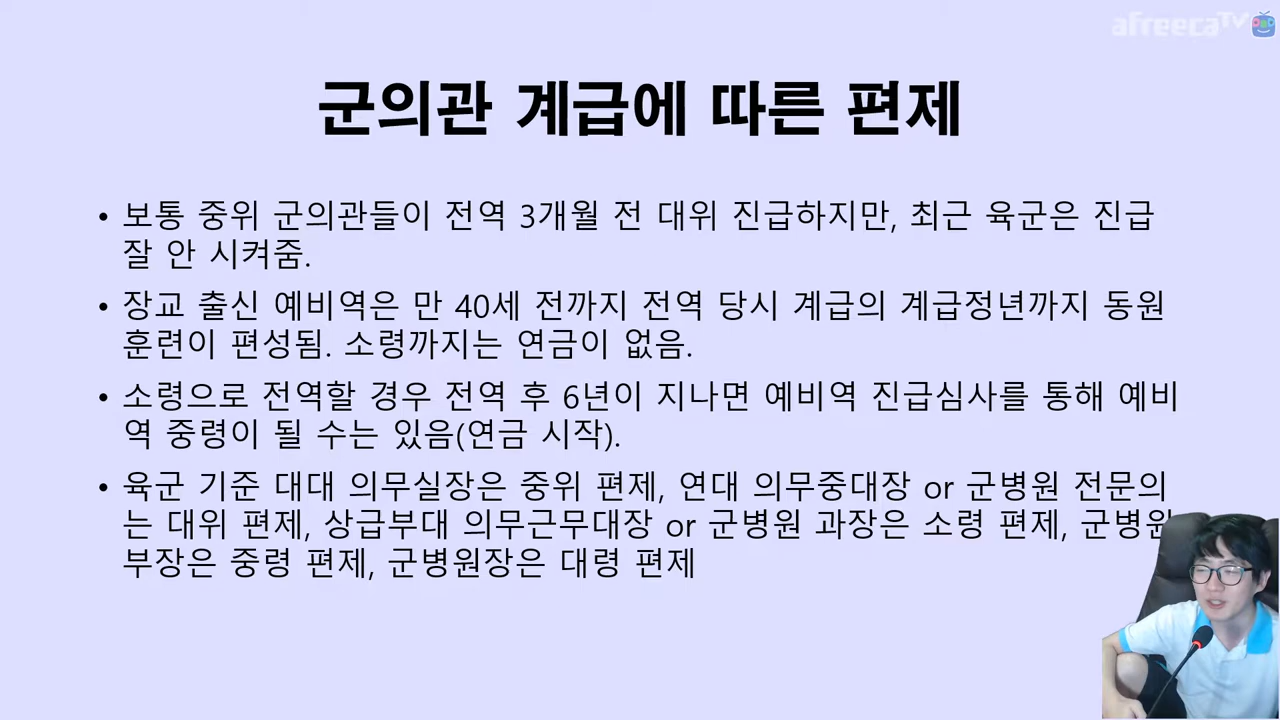 afreecaTV
군의관 계급에 따른 편제
• 보통 중위 군의관들이 전역 3개월 전 대위 진급하지만, 최근 육군은 진급
잘 안 시켜줌.
• 장교 출신 예비역은 만 40세 전까지 전역 당시 계급의 계급정년까지 동원
훈련이 편성됨. 소령까지는 연금이 없음.
• 소령으로 전역할 경우 전역 후 6년이 지나면 예비역 진급심사를 통해 예비
역 중령이 될 수는 있음(연금 시작).
• 육군 기준 대대 의무실장은 중위 편제, 연대 의무중대장 or 군병원 전문의
는 대위 편제, 상급부대 의무근무대장 or 군병원 과장은 소령 편제, 군병원
부장은 중령 편제, 군병원장은 대령 편제